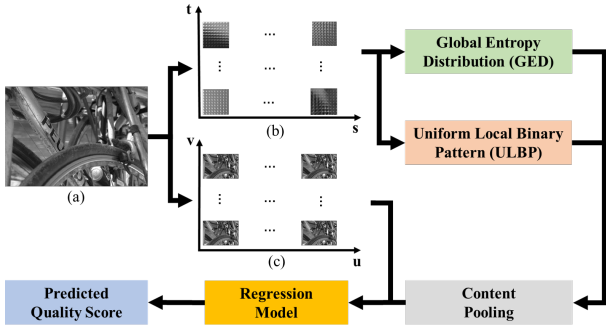 t
Global Entropy
Distribution (GED)
...
⋮ ... ⋮
...
(b)
s
Uniform Local Binary
Pattern (ULBP)
v
(a)
...
⋮ ... ⋮
...
u
(c)
Predicted
Quality Score
Regression
Model
Content
Pooling